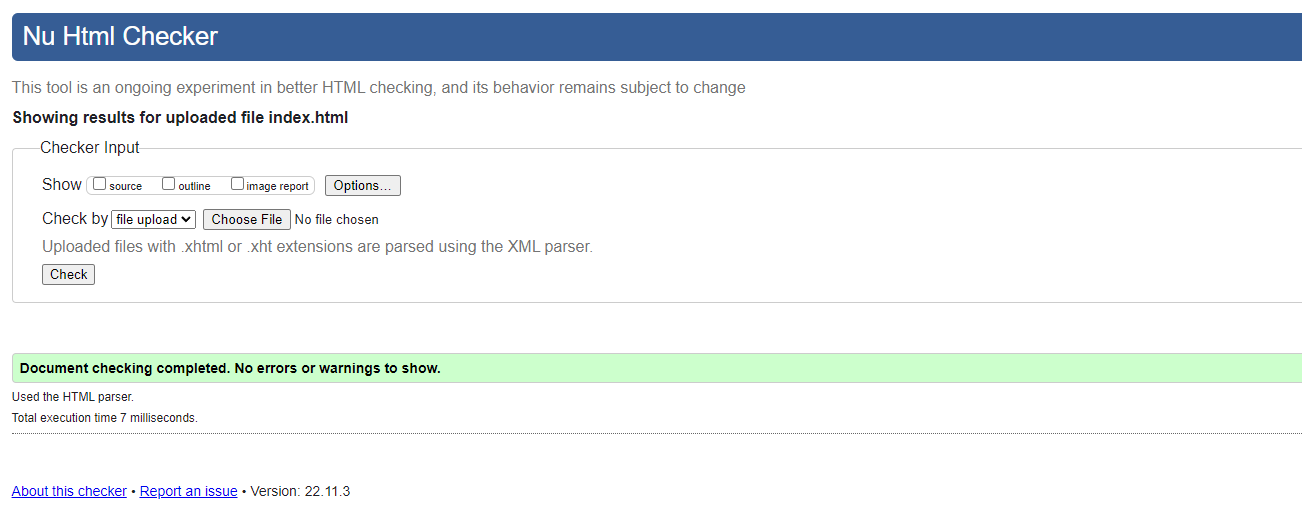 Nu Html Checker
This tool is an ongoing experiment in better HTML checking, and its behavior remains subject to change
Showing results for uploaded file index.html
Checker Input
Show source outline image report Options...
Check by file upload Choose File No file chosen
Uploaded files with .xhtml or .xht extensions are parsed using the XML parser.
Check
Document checking completed. No errors or warnings to show.
Used the HTML parser.
Total execution time 7 milliseconds.
About this checker • Report an issue • Version: 22.11.3